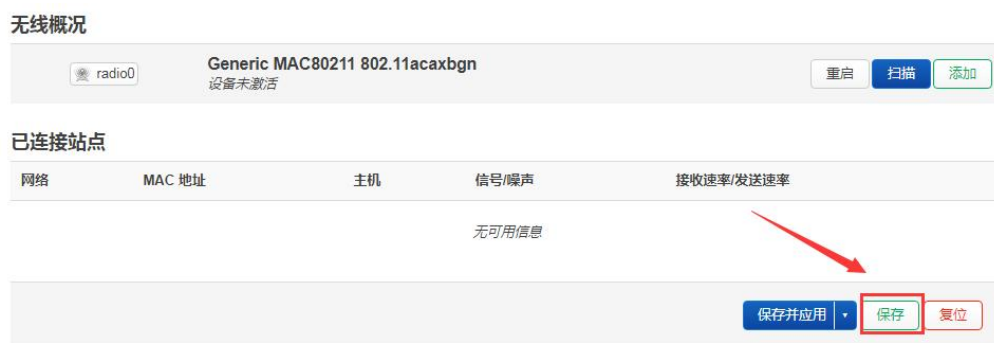 无线概况
radio0
Generic MAC80211 802.11acaxbgn
设备未激活
重启 扫描 添加
已连接站点
网络 MAC 地址 主机 信号/噪声 接收速率/发送速率
无可用信息
保存并应用 保存 复位